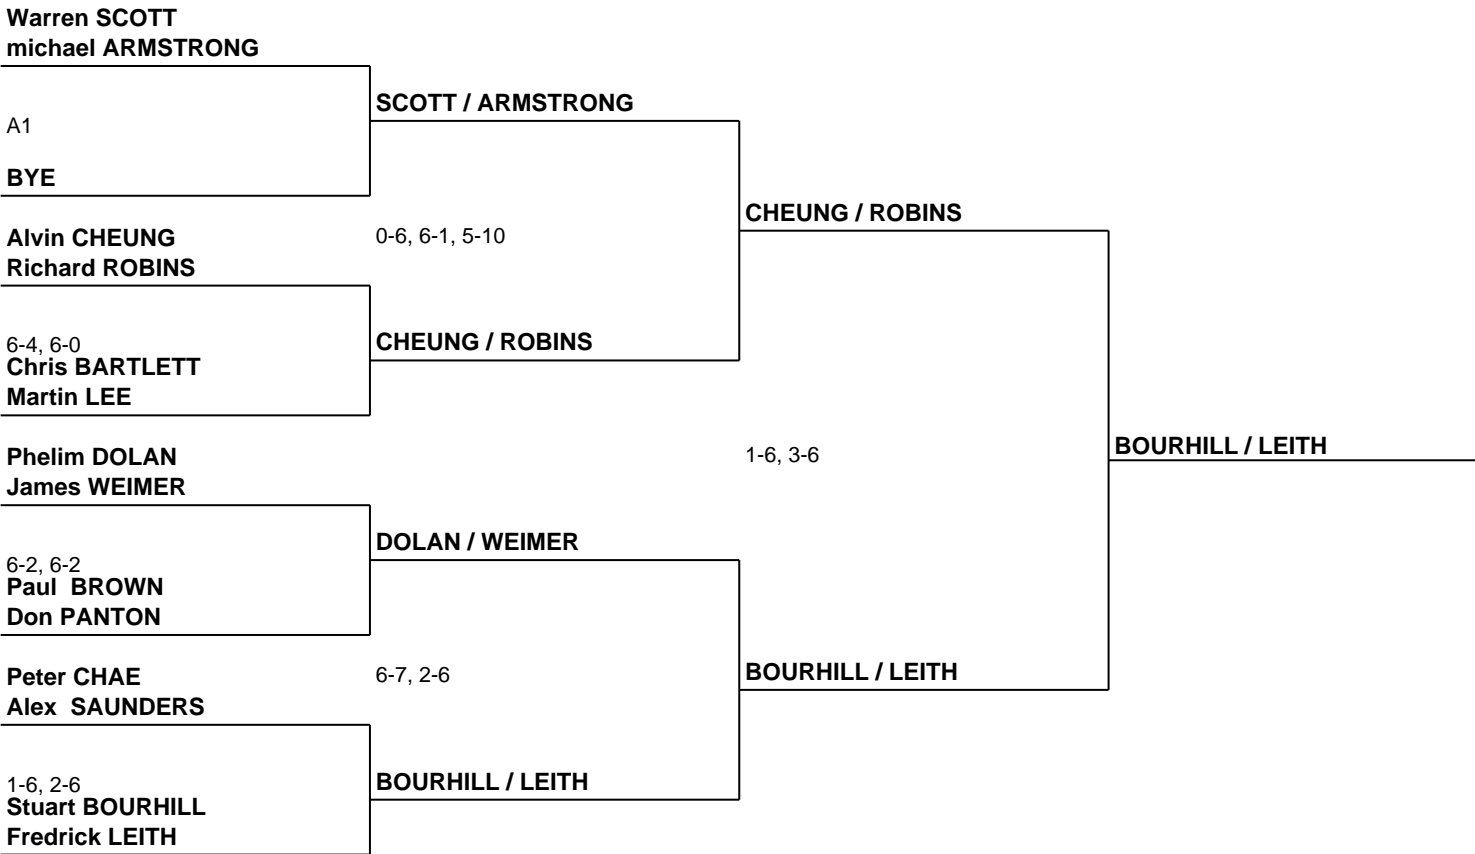 Warren SCOTT
michael ARMSTRONG
A1
BYE
Alvin CHEUNG
Richard ROBINS
6-4, 6-0
Chris BARTLETT
Martin LEE
Phelim DOLAN
James WEIMER
6-2, 6-2
Paul  BROWN
Don PANTON
Peter CHAE
Alex  SAUNDERS
1-6, 2-6
Stuart BOURHILL
Fredrick LEITH
SCOTT / ARMSTRONG
0-6, 6-1, 5-10
CHEUNG / ROBINS
DOLAN / WEIMER
6-7, 2-6
BOURHILL / LEITH
CHEUNG / ROBINS
1-6, 3-6
BOURHILL / LEITH
BOURHILL / LEITH